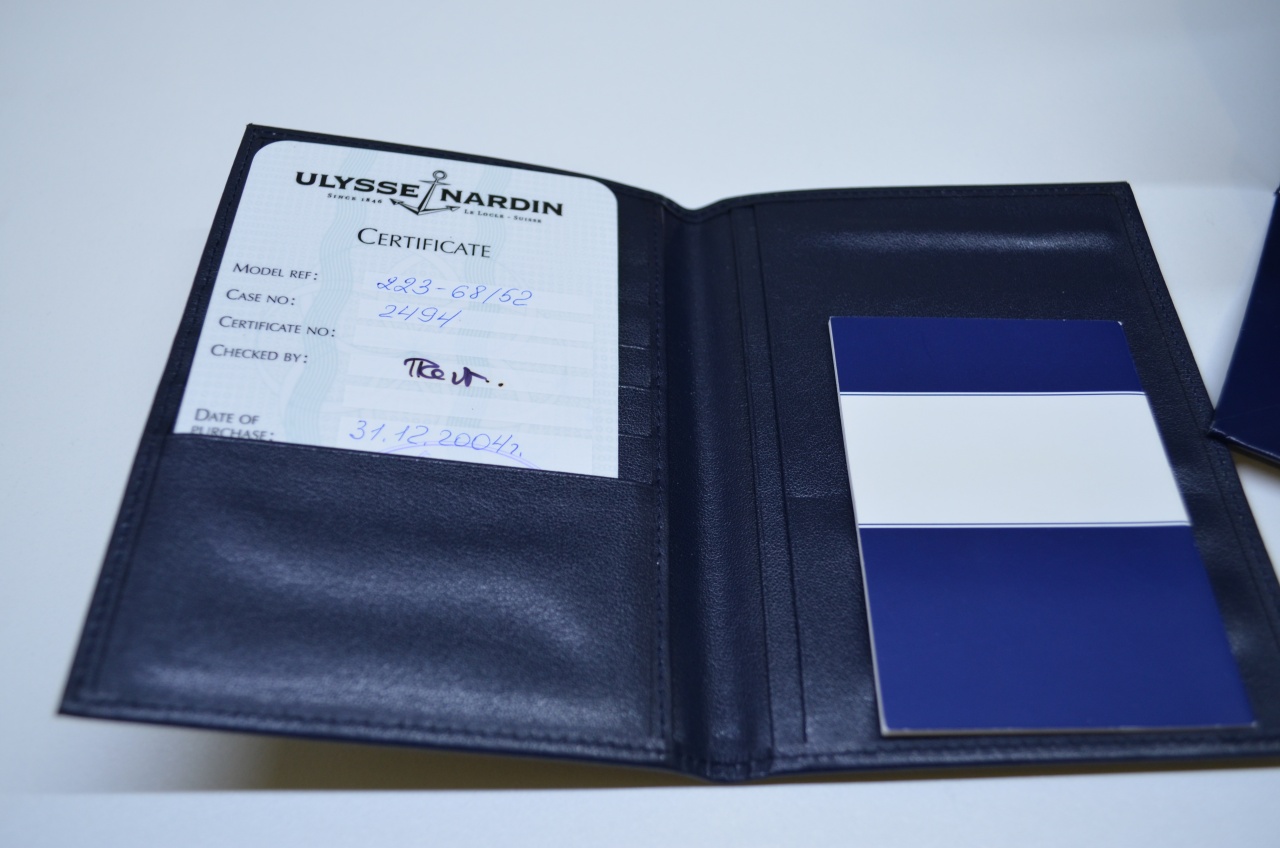 ULYSSE NARDIN
SINCE 1846 LE LOCLE - SUISSE
CERTIFICATE
MODEL REF: 223-68/52
CASE NO: 2494
CERTIFICATE NO:
CHECKED BY:
DATE OF
PURCHASE: 31.12.2004г.